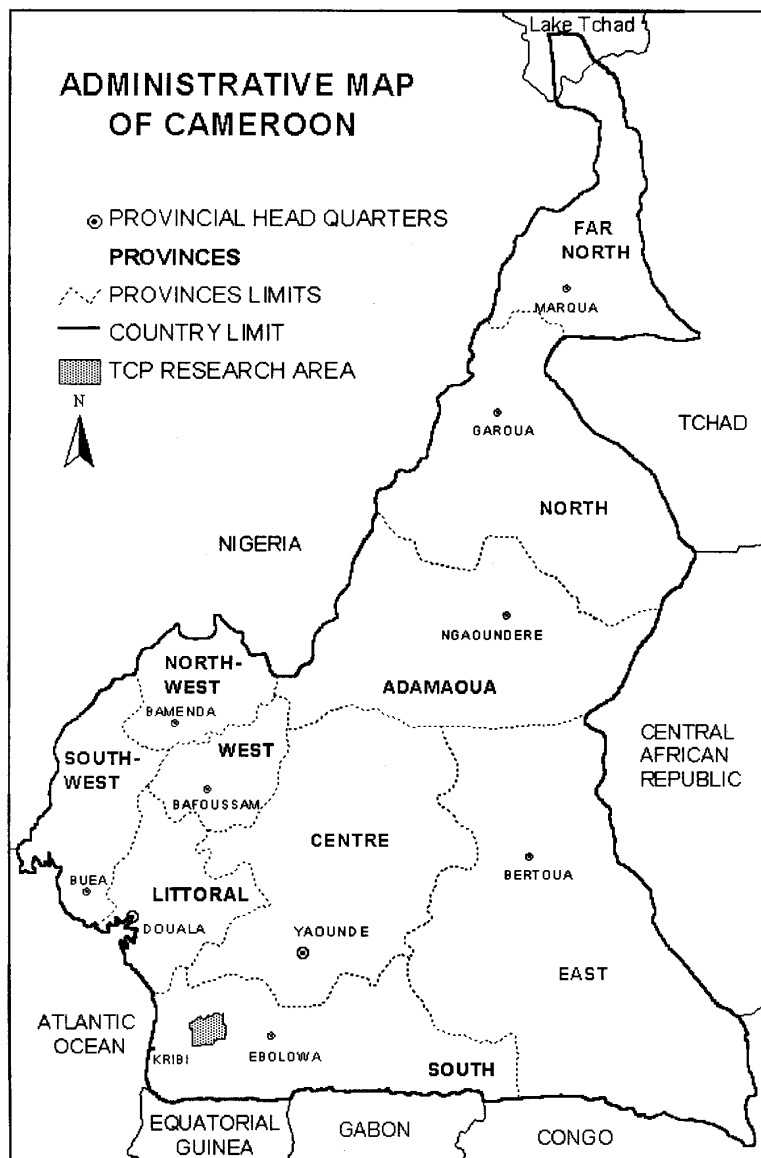 Lake Tchad
ADMINISTRATIVE MAP
OF CAMEROON
PROVINCIAL HEAD QUARTERS
PROVINCES
PROVINCES LIMITS
COUNTRY LIMIT
TCP RESEARCH AREA
N
FAR
NORTH
MARQUA
GAROUA
TCHAD
NORTH
NIGERIA
NGAOUNDERE
NORTH-
WEST
ADAMAOUA
BAMENDA
WEST
SOUTH-
WEST
CENTRAL
AFRICAN
REPUBLIC
BAFOUSSAM
CENTRE
BERTOUA
BUEA
LITTORAL
DOUALA
YAOUNDE
EAST
ATLANTIC
OCEAN
KRIBI
EBOLOWA
SOUTH
EQUATORIAL
GUINEA
GABON
CONGO